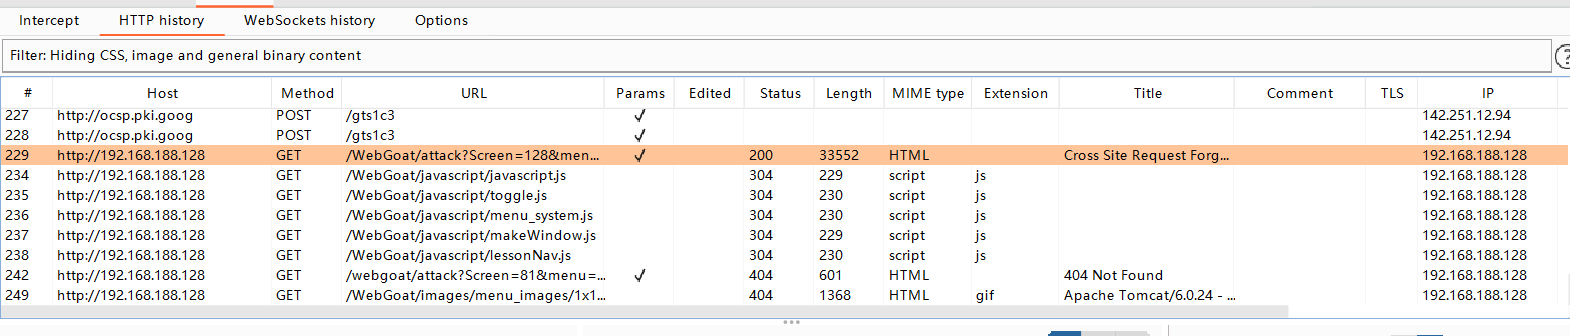 Intercept HTTP history WebSockets history Options
Filter: Hiding CSS, image and general binary content ?
# Host Method URL Params Edited Status Length MIME type Extension Title Comment TLS IP
227 http://ocsp.pki.goog POST /gts1c3 ✓ 142.251.12.94
228 http://ocsp.pki.goog POST /gts1c3 ✓ 142.251.12.94
229 http://192.168.188.128 GET /WebGoat/attack?Screen=128&men... ✓ 200 33552 HTML Cross Site Request Forg... 192.168.188.128
234 http://192.168.188.128 GET /WebGoat/javascript/javascript.js 304 229 script js 192.168.188.128
235 http://192.168.188.128 GET /WebGoat/javascript/toggle.js 304 230 script js 192.168.188.128
236 http://192.168.188.128 GET /WebGoat/javascript/menu_system.js 304 230 script js 192.168.188.128
237 http://192.168.188.128 GET /WebGoat/javascript/makeWindow.js 304 229 script js 192.168.188.128
238 http://192.168.188.128 GET /WebGoat/javascript/lessonNav.js 304 230 script js 192.168.188.128
242 http://192.168.188.128 GET /webgoat/attack?Screen=81&menu=... ✓ 404 601 HTML 404 Not Found 192.168.188.128
249 http://192.168.188.128 GET /WebGoat/images/menu_images/1x1... 404 1368 HTML gif Apache Tomcat/6.0.24 - ... 192.168.188.128